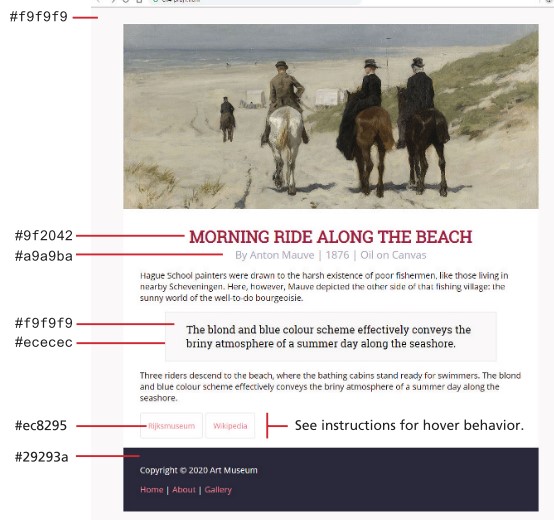 #f9f9f9
#9f2042
MORNING RIDE ALONG THE BEACH
#a9a9ba
By Anton Mauve | 1876 | Oil on Canvas
Hague School painters were drawn to the harsh existence of poor fishermen, like those living in
nearby Scheveningen. Here, however, Mauve depicted the other side of that fishing village: the
sunny world of the well-to-do bourgeoisie.
#f9f9f9
#ececec
The blond and blue colour scheme effectively conveys the
briny atmosphere of a summer day along the seashore.
Three riders descend to the beach, where the bathing cabins stand ready for swimmers. The blond
and blue colour scheme effectively conveys the briny atmosphere of a summer day along the
seashore.
#ec8295
Rijksmuseum
Wikipedia
See instructions for hover behavior.
#29293a
Copyright © 2020 Art Museum
Home | About | Gallery